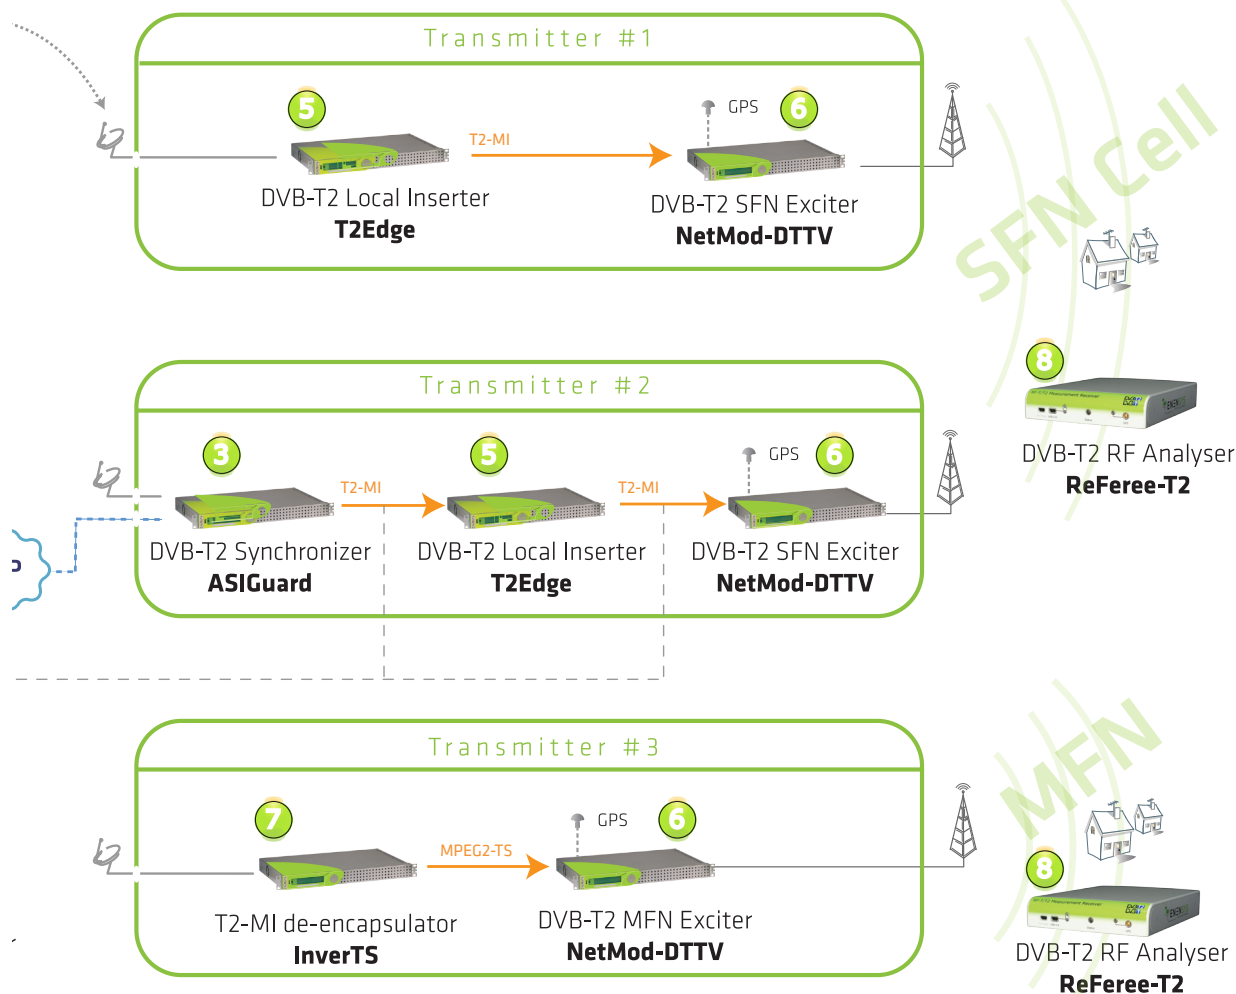 Transmitter #1
5
GPS
6
T2-MI
DVB-T2 Local Inserter
T2Edge
DVB-T2 SFN Exciter
NetMod-DTTV
SFN Cell
Transmitter #2
3
5
GPS
6
T2-MI
T2-MI
DVB-T2 Synchronizer
ASIGuard
DVB-T2 Local Inserter
T2Edge
DVB-T2 SFN Exciter
NetMod-DTTV
8
Measurement Receiver
DVB-T2 RF Analyser
ReFeree-T2
Transmitter #3
7
GPS
6
MPEG2-TS
T2-MI de-encapsulator
InverTS
DVB-T2 MFN Exciter
NetMod-DTTV
MFN
8
Measurement Receiver
DVB-T2 RF Analyser
ReFeree-T2